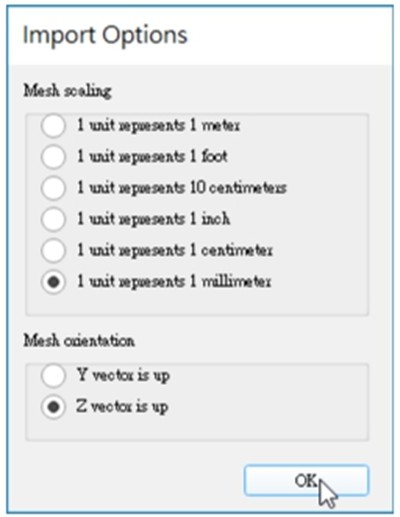 Import Options
Mesh scaling
1 unit represents 1 meter
1 unit represents 1 foot
1 unit represents 10 centimeters
1 unit represents 1 inch
1 unit represents 1 centimeter
1 unit represents 1 millimeter
Mesh orientation
Y vector is up
Z vector is up
OK